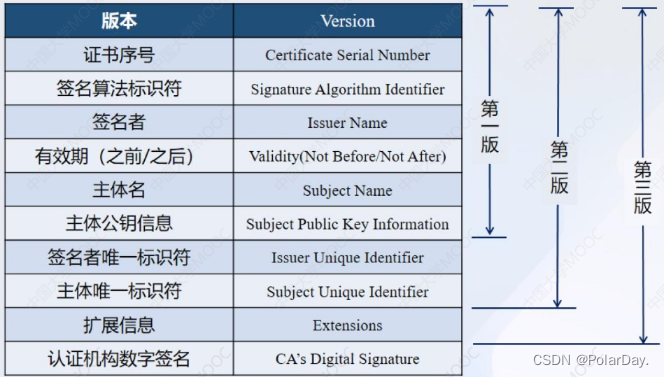 版本 Version
证书序号 Certificate Serial Number
签名算法标识符 Signature Algorithm Identifier
签名者 Issuer Name
有效期（之前/之后） Validity(Not Before/Not After)
主体名 Subject Name
主体公钥信息 Subject Public Key Information
签名者唯一标识符 Issuer Unique Identifier
主体唯一标识符 Subject Unique Identifier
扩展信息 Extensions
认证机构数字签名 CA's Digital Signature
第一版
第二版
第三版
CSDN @PolarDay.